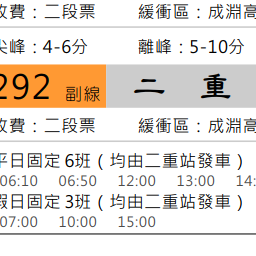 收費：二段票　緩衝區：成淵高
尖峰：4-6分　離峰：5-10分
292 副線　二　重
收費：二段票　緩衝區：成淵高
平日固定 6班（均由二重站發車）
06:10　06:50　12:00　13:00　14:
假日固定 3班（均由二重站發車）
07:00　10:00　15:00